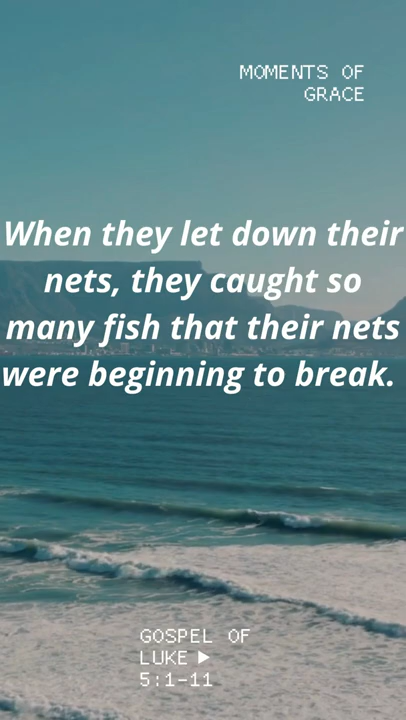 MOMENTS OF
GRACE
When they let down their
nets, they caught so
many fish that their nets
were beginning to break.
GOSPEL OF
LUKE ▶
5:1-11